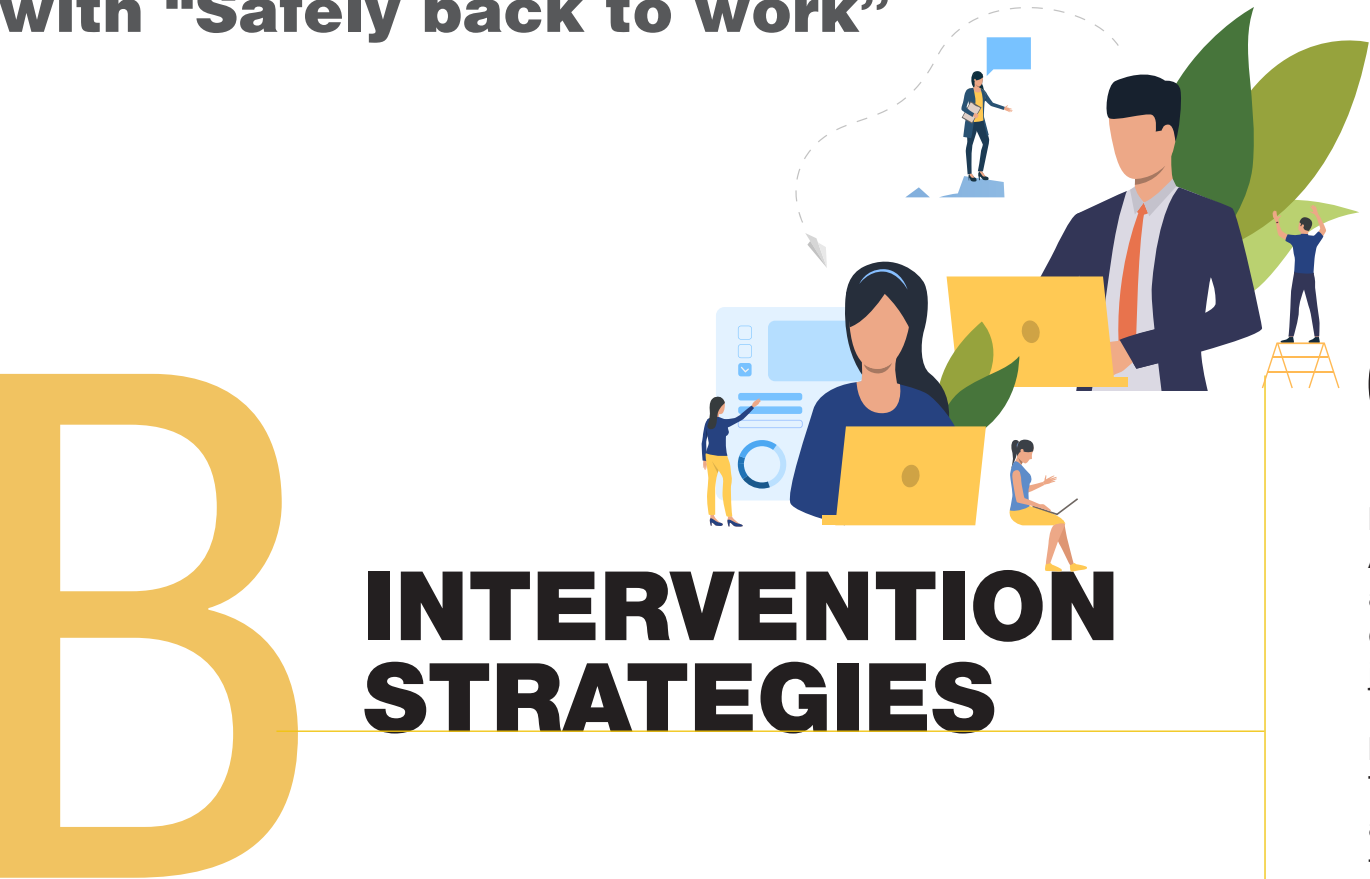 with "Safely back to work”
B
INTERVENTION
STRATEGIES